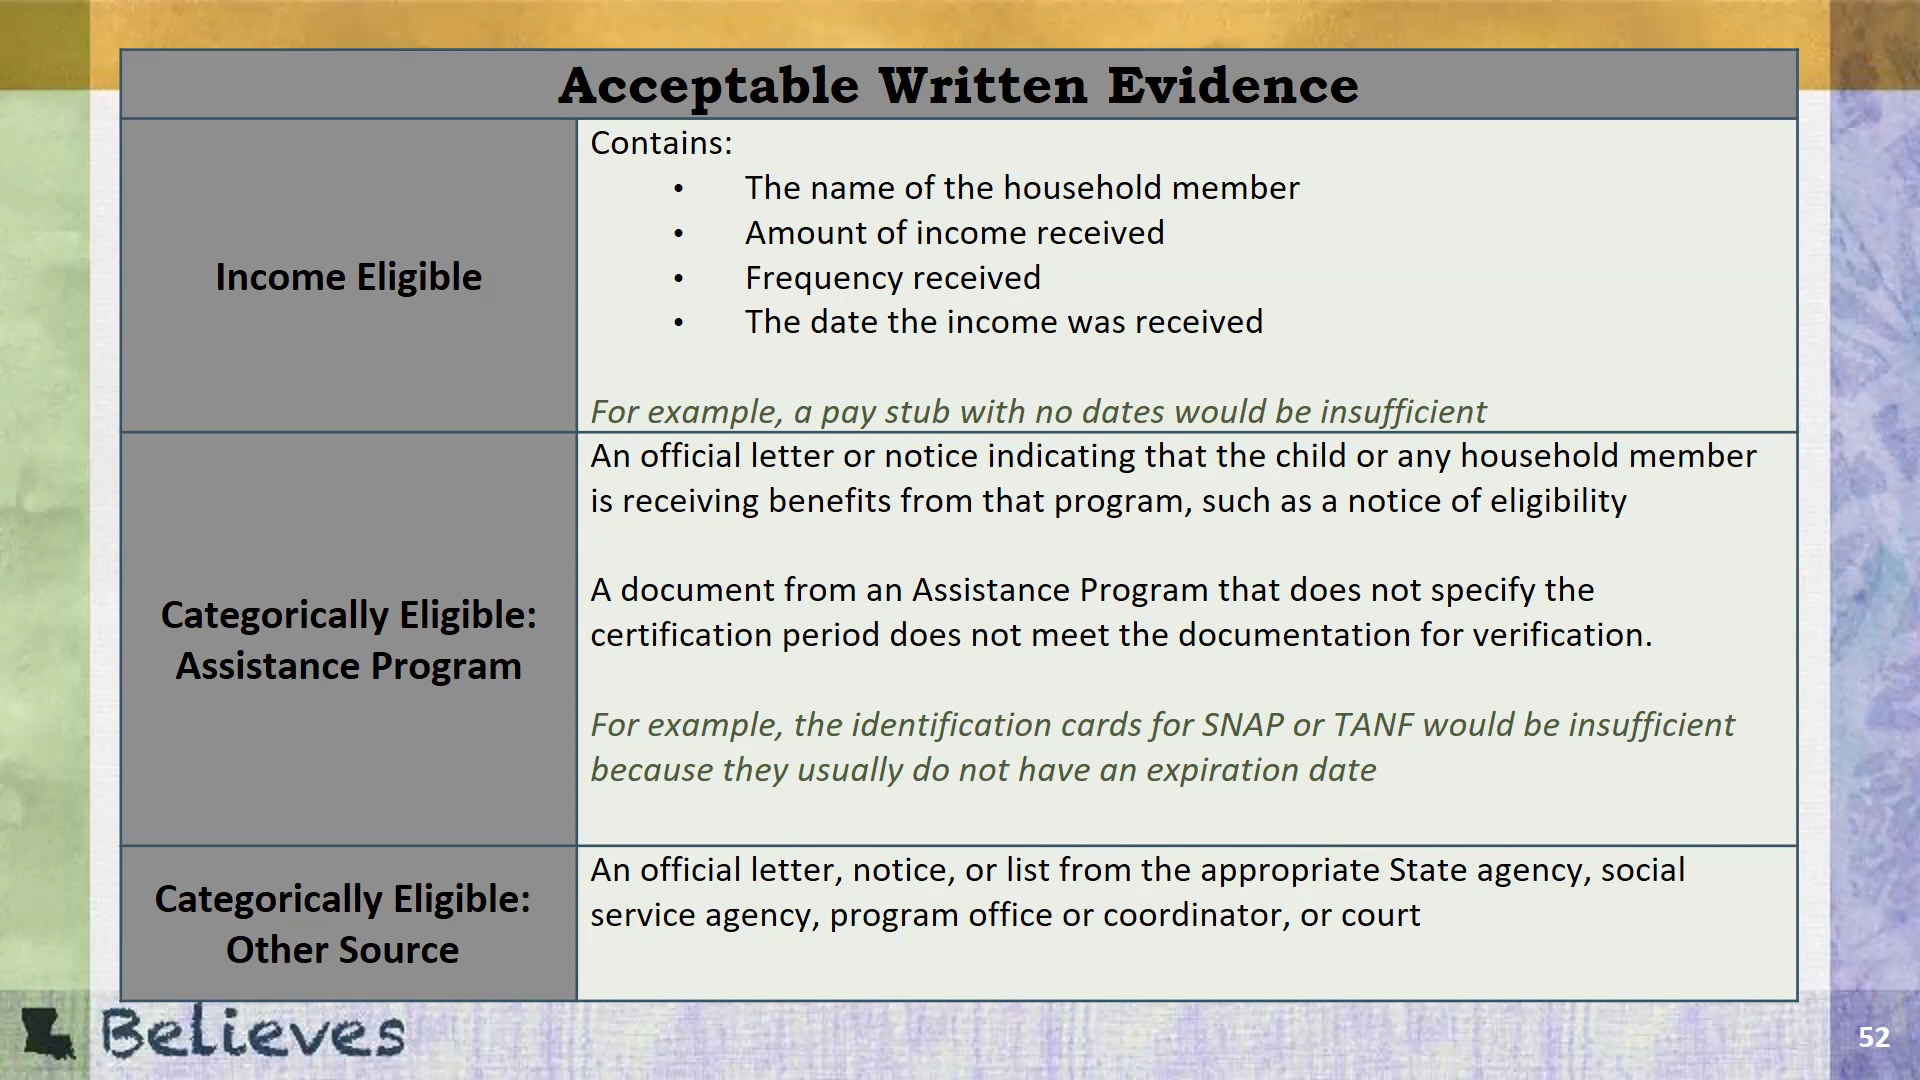 Acceptable Written Evidence
Income Eligible
Contains:
• The name of the household member
• Amount of income received
• Frequency received
• The date the income was received
For example, a pay stub with no dates would be insufficient
Categorically Eligible:
Assistance Program
An official letter or notice indicating that the child or any household member
is receiving benefits from that program, such as a notice of eligibility
A document from an Assistance Program that does not specify the
certification period does not meet the documentation for verification.
For example, the identification cards for SNAP or TANF would be insufficient
because they usually do not have an expiration date
Categorically Eligible:
Other Source
An official letter, notice, or list from the appropriate State agency, social
service agency, program office or coordinator, or court
Believes
52